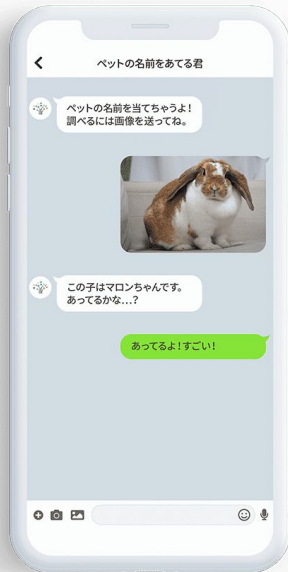 ペットの名前をあてる君
ペットの名前を当てちゃうよ！
調べるには画像を送ってね。
この子はマロンちゃんです。
あってるかな...？
あってるよ！すごい！